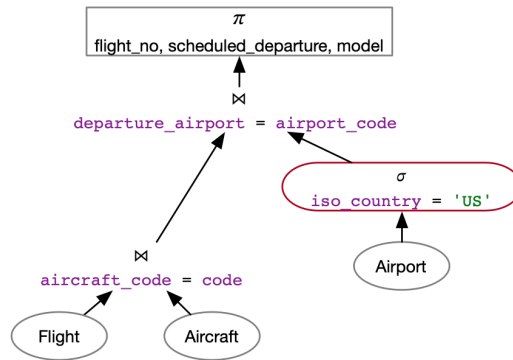 π
flight_no, scheduled_departure, model
⋈
departure_airport = airport_code
σ
iso_country = 'US'
⋈
aircraft_code = code
Airport
Flight
Aircraft